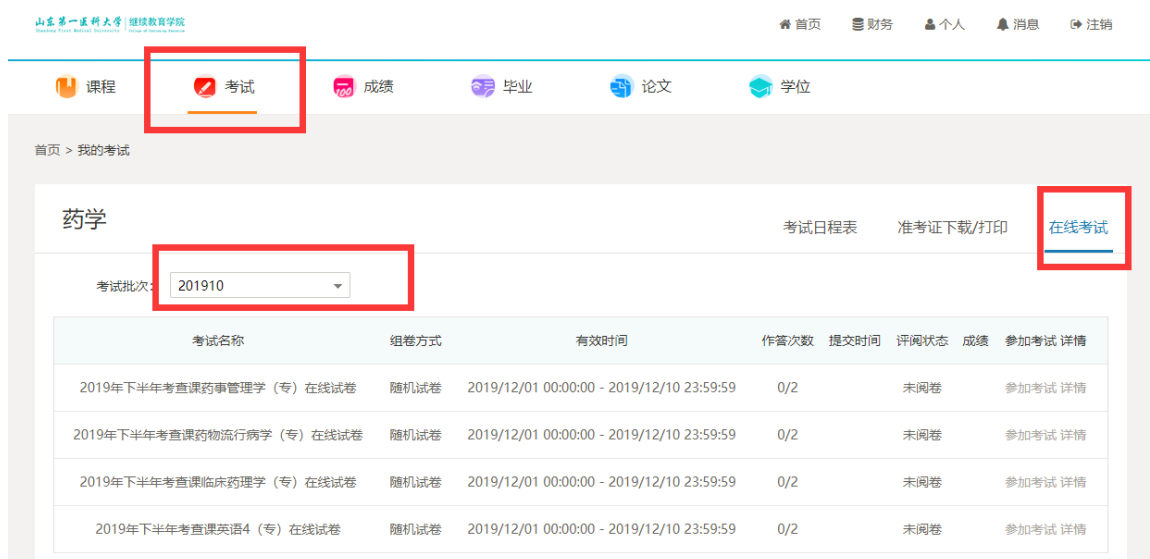 山东第一医科大学 继续教育学院
Shandong First Medical University College of Continuing Education
首页 财务 个人 消息 注销
课程 考试 成绩 毕业 论文 学位
首页 > 我的考试
药学
考试日程表 准考证下载/打印 在线考试
考试批次: 201910
考试名称 组卷方式 有效时间 作答次数 提交时间 评阅状态 成绩 参加考试 详情
2019年下半年考查课药事管理学（专）在线试卷 随机试卷 2019/12/01 00:00:00 - 2019/12/10 23:59:59 0/2 未阅卷 参加考试 详情
2019年下半年考查课药物流行病学（专）在线试卷 随机试卷 2019/12/01 00:00:00 - 2019/12/10 23:59:59 0/2 未阅卷 参加考试 详情
2019年下半年考查课临床药理学（专）在线试卷 随机试卷 2019/12/01 00:00:00 - 2019/12/10 23:59:59 0/2 未阅卷 参加考试 详情
2019年下半年考查课英语4（专）在线试卷 随机试卷 2019/12/01 00:00:00 - 2019/12/10 23:59:59 0/2 未阅卷 参加考试 详情